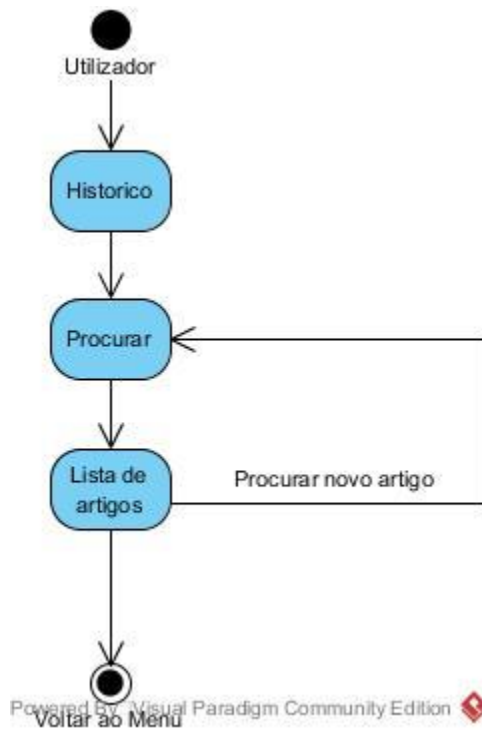 Utilizador
Historico
Procurar
Lista de
artigos
Procurar novo artigo
Powered By Visual Paradigm Community Edition
Voltar ao Menu